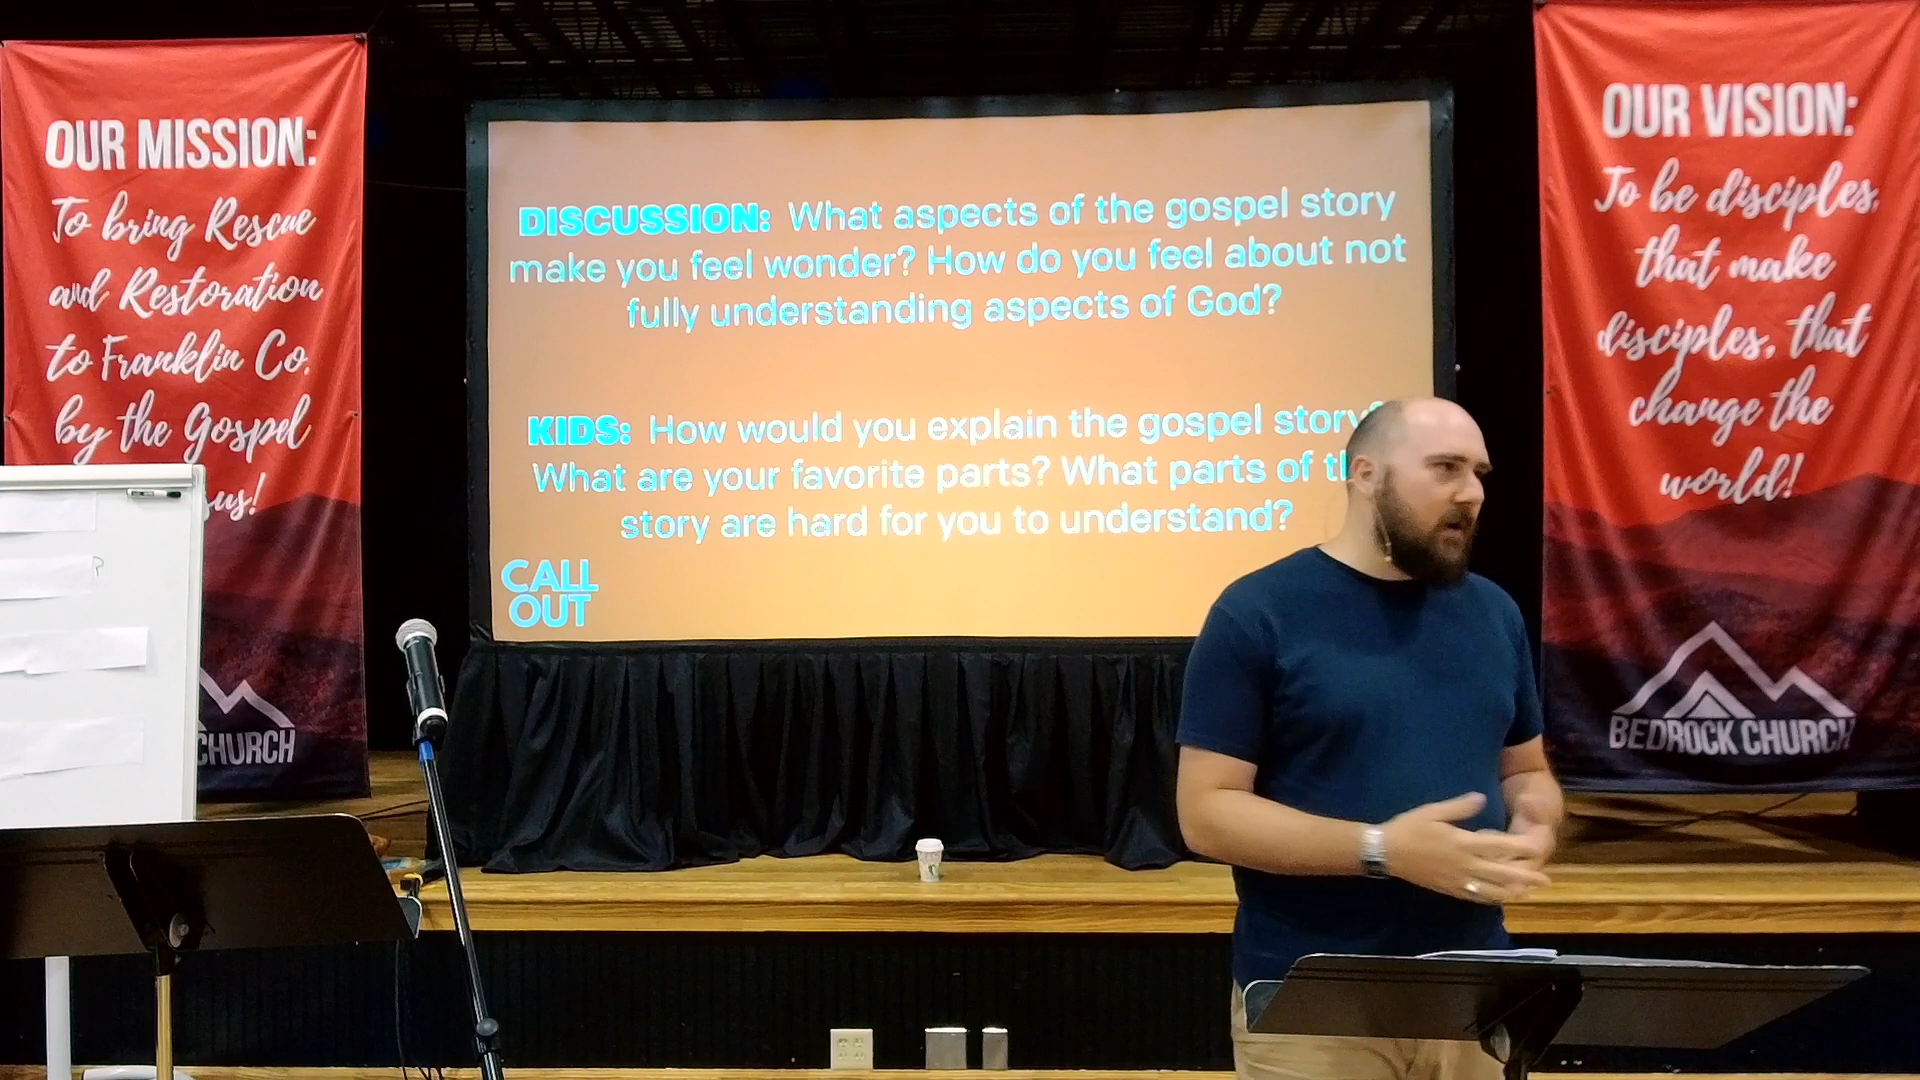 OUR MISSION:
To bring Rescue
and Restoration
to Franklin Co.
by the Gospel
sus!
CHURCH
DISCUSSION: What aspects of the gospel story
make you feel wonder? How do you feel about not
fully understanding aspects of God?
KIDS: How would you explain the gospel story?
What are your favorite parts? What parts of th
story are hard for you to understand?
CALL
OUT
OUR VISION:
To be disciples,
that make
disciples, that
change the
world!
BEDROCK CHURCH
R